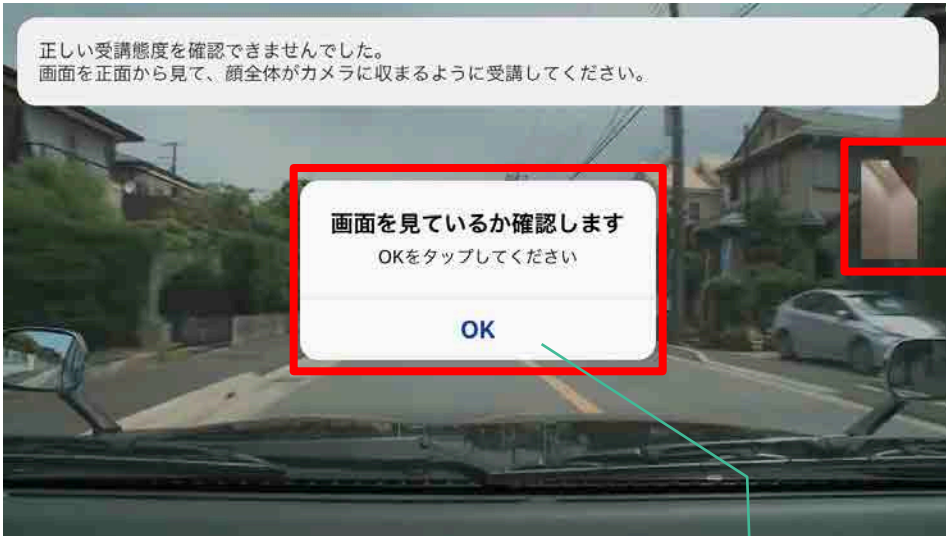 正しい受講態度を確認できませんでした。
画面を正面から見て、顔全体がカメラに収まるように受講してください。
画面を見ているか確認します
OKをタップしてください
OK